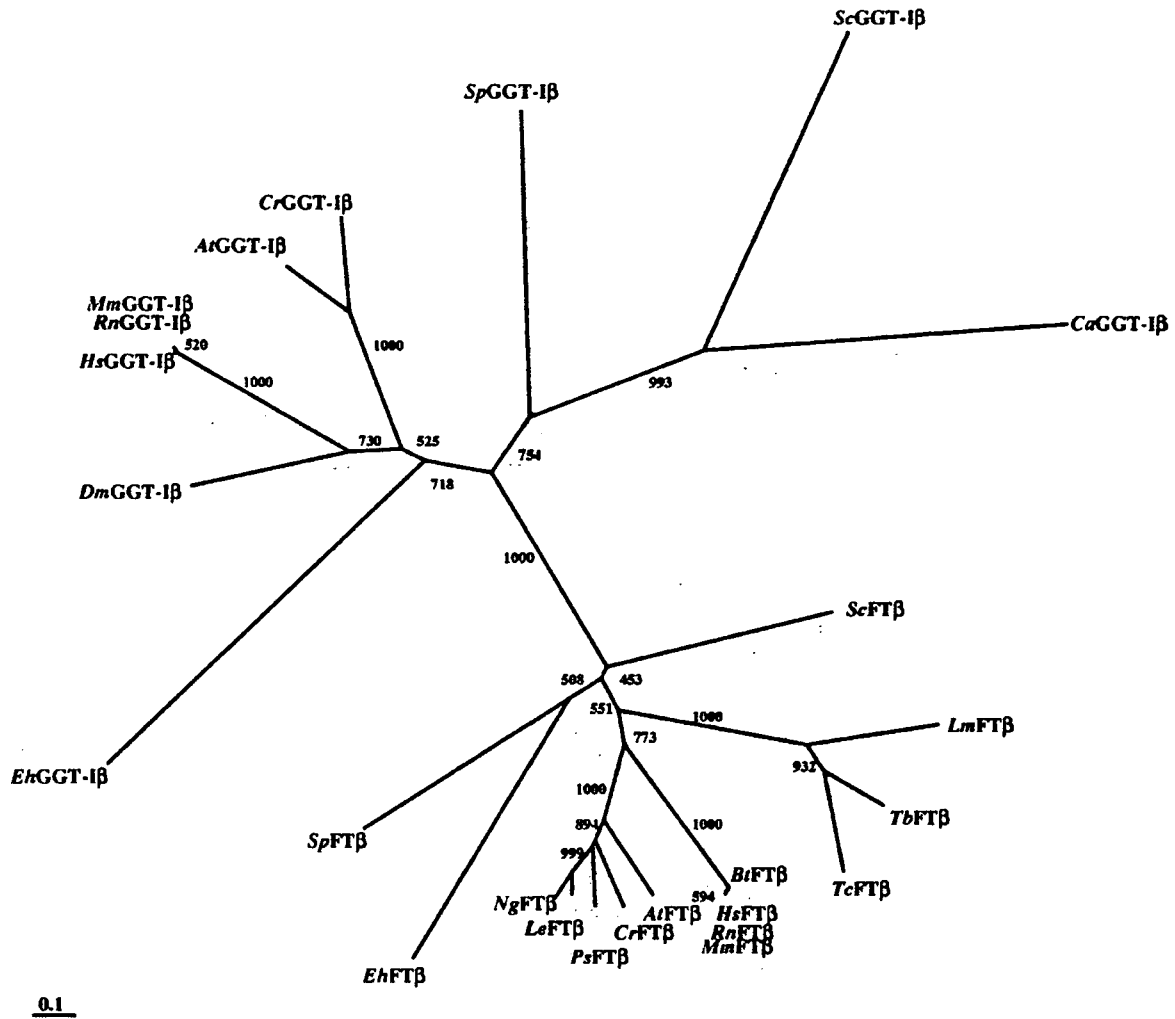 ScGGT-Iβ
SpGGT-Iβ
CrGGT-Iβ
AtGGT-Iβ
MmGGT-Iβ
RnGGT-Iβ
520
HsGGT-Iβ
1000
1000
CaGGT-Iβ
993
730
525
754
718
DmGGT-Iβ
1000
ScFTβ
508
453
551
1000
773
LmFTβ
932
EhGGT-Iβ
1000
TbFTβ
894
1000
SpFTβ
999
BtFTβ
TcFTβ
594
NgFTβ
AtFTβ
HsFTβ
LeFTβ
CrFTβ
RnFTβ
PsFTβ
MmFTβ
EhFTβ
0.1